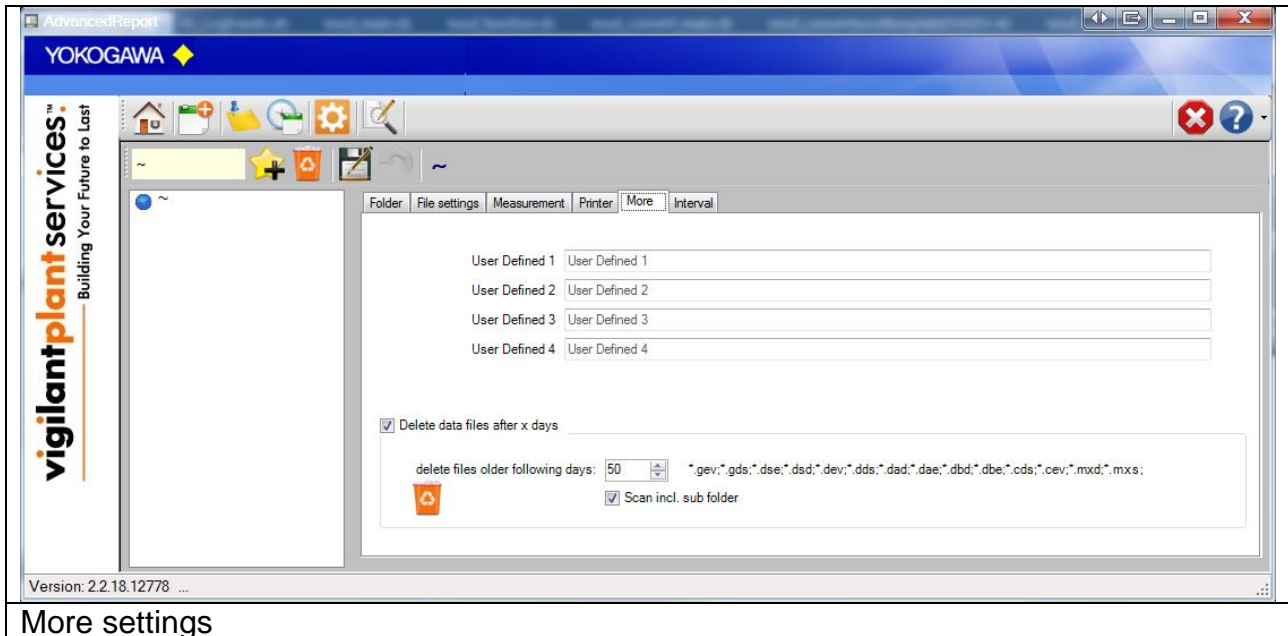 AdvancedReport
YOKOGAWA
vigilantplantservices.™
Building Your Future to Last
~
~
~
Folder File settings Measurement Printer More Interval
User Defined 1 User Defined 1
User Defined 2 User Defined 2
User Defined 3 User Defined 3
User Defined 4 User Defined 4
Delete data files after x days
delete files older following days: 50 *.gev;*.gds;*.dse;*.dsd;*.dev;*.dds;*.dad;*.dae;*.dbd;*.dbe;*.cds;*.cev;*.mxd;*.mxs;
Scan incl. sub folder
Version: 2.2.18.12778 ...
More settings